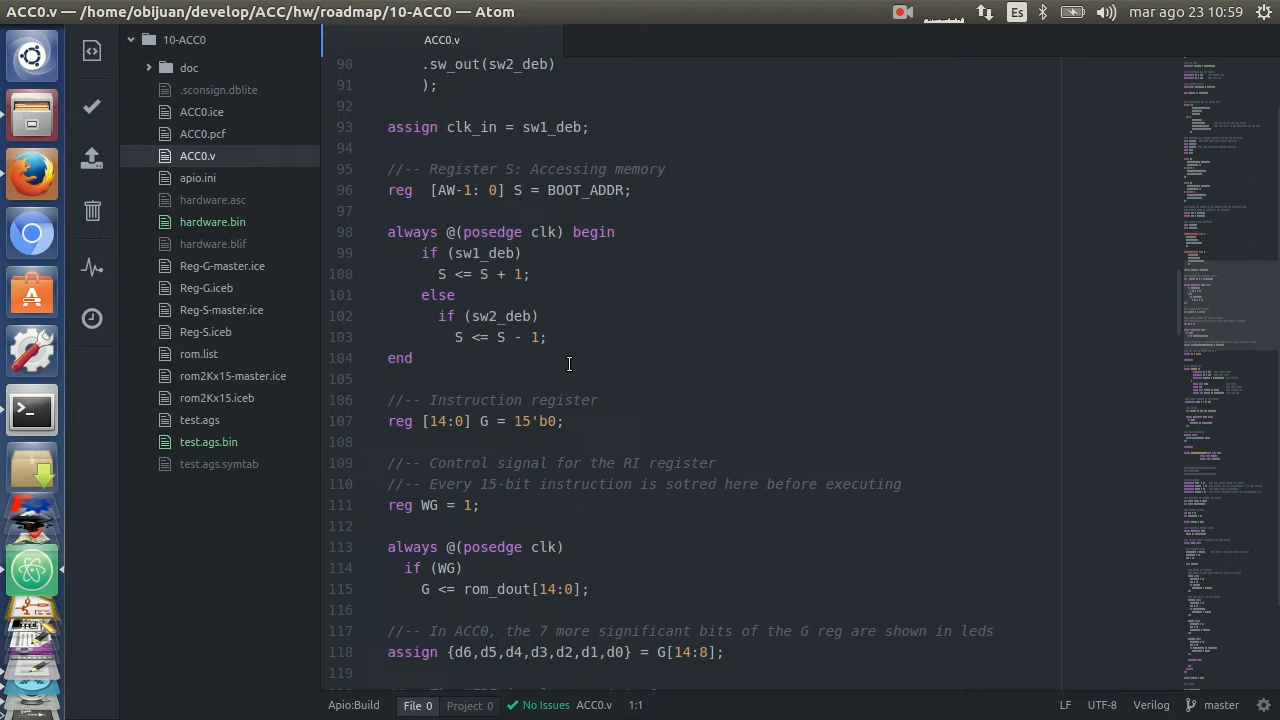 ACC0.v — /home/obijuan/develop/ACC/hw/roadmap/10-ACC0 — Atom
Es
mar ago 23 10:59
10-ACC0
doc
.sconsign.dblite
ACC0.ice
ACC0.pcf
ACC0.v
apio.ini
hardware.asc
hardware.bin
hardware.blif
Reg-G-master.ice
Reg-G.iceb
Reg-S-master.ice
Reg-S.iceb
rom.list
rom2Kx15-master.ice
rom2Kx15.iceb
test.ags
test.ags.bin
test.ags.symtab
ACC0.v
90 .sw_out(sw2_deb)
91 );
92
93 assign clk_in = sw1_deb;
94
95 Register S: Accessing memory
96 reg [AW-1: 0] S = BOOT_ADDR;
97
98 always @(posedge clk) begin
99 if (sw1_deb)
100 S <= S + 1;
101 else
102 if (sw2_deb)
103 S <= S - 1;
104 end
105
106 //-- Instruction register
107 reg [14:0] G = 15'b0;
108
109 -- Control signal for the RI register
110 //-- Every 15-bit instruction is sotred here before executing
111 reg WG = 1;
112
113 always @(posedge clk)
114 if (WG)
115 G <= rom_dout[14:0];
116
117 -- In ACC0 the 7 more signifitant bits of the G reg are shown in leds
118 assign {d6,d5,d4,d3,d2,d1,d0} = G[14:8];
119
Apio:Build
File 0
Project 0
No Issues
ACC0.v
1:1
LF
UTF-8
Verilog
master